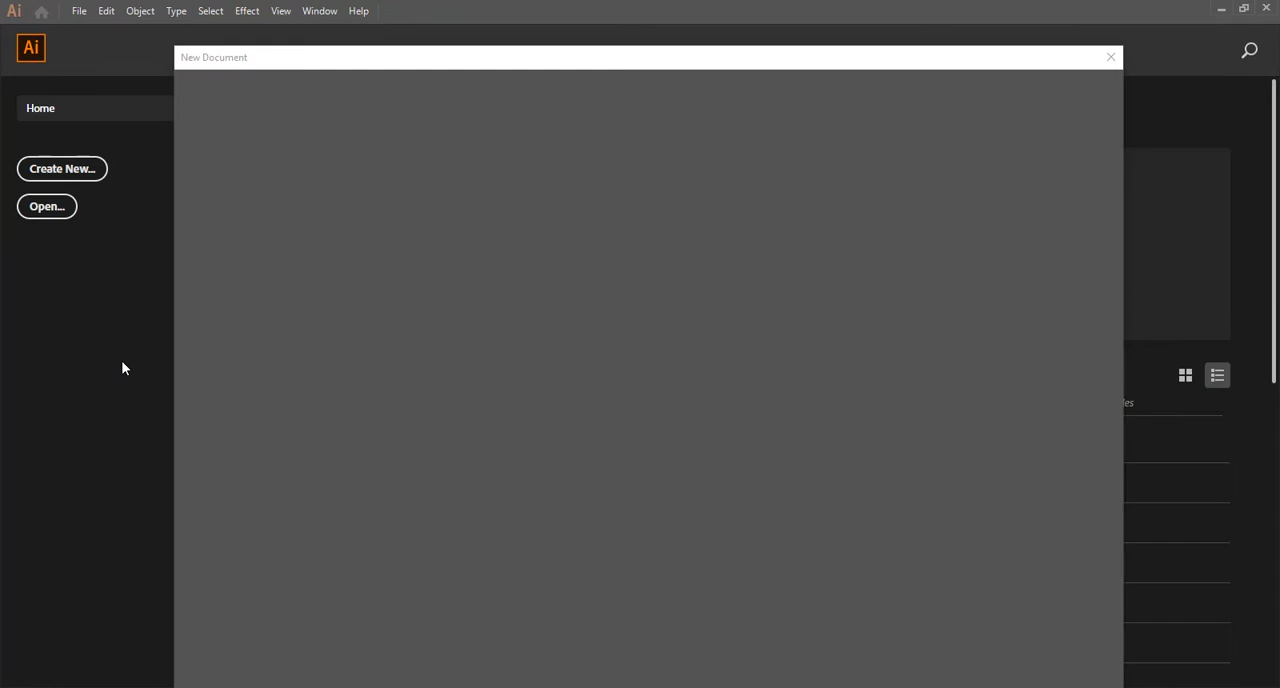 Ai File Edit Object Type Select Effect View Window Help
Ai
New Document
Home
Create New...
Open...